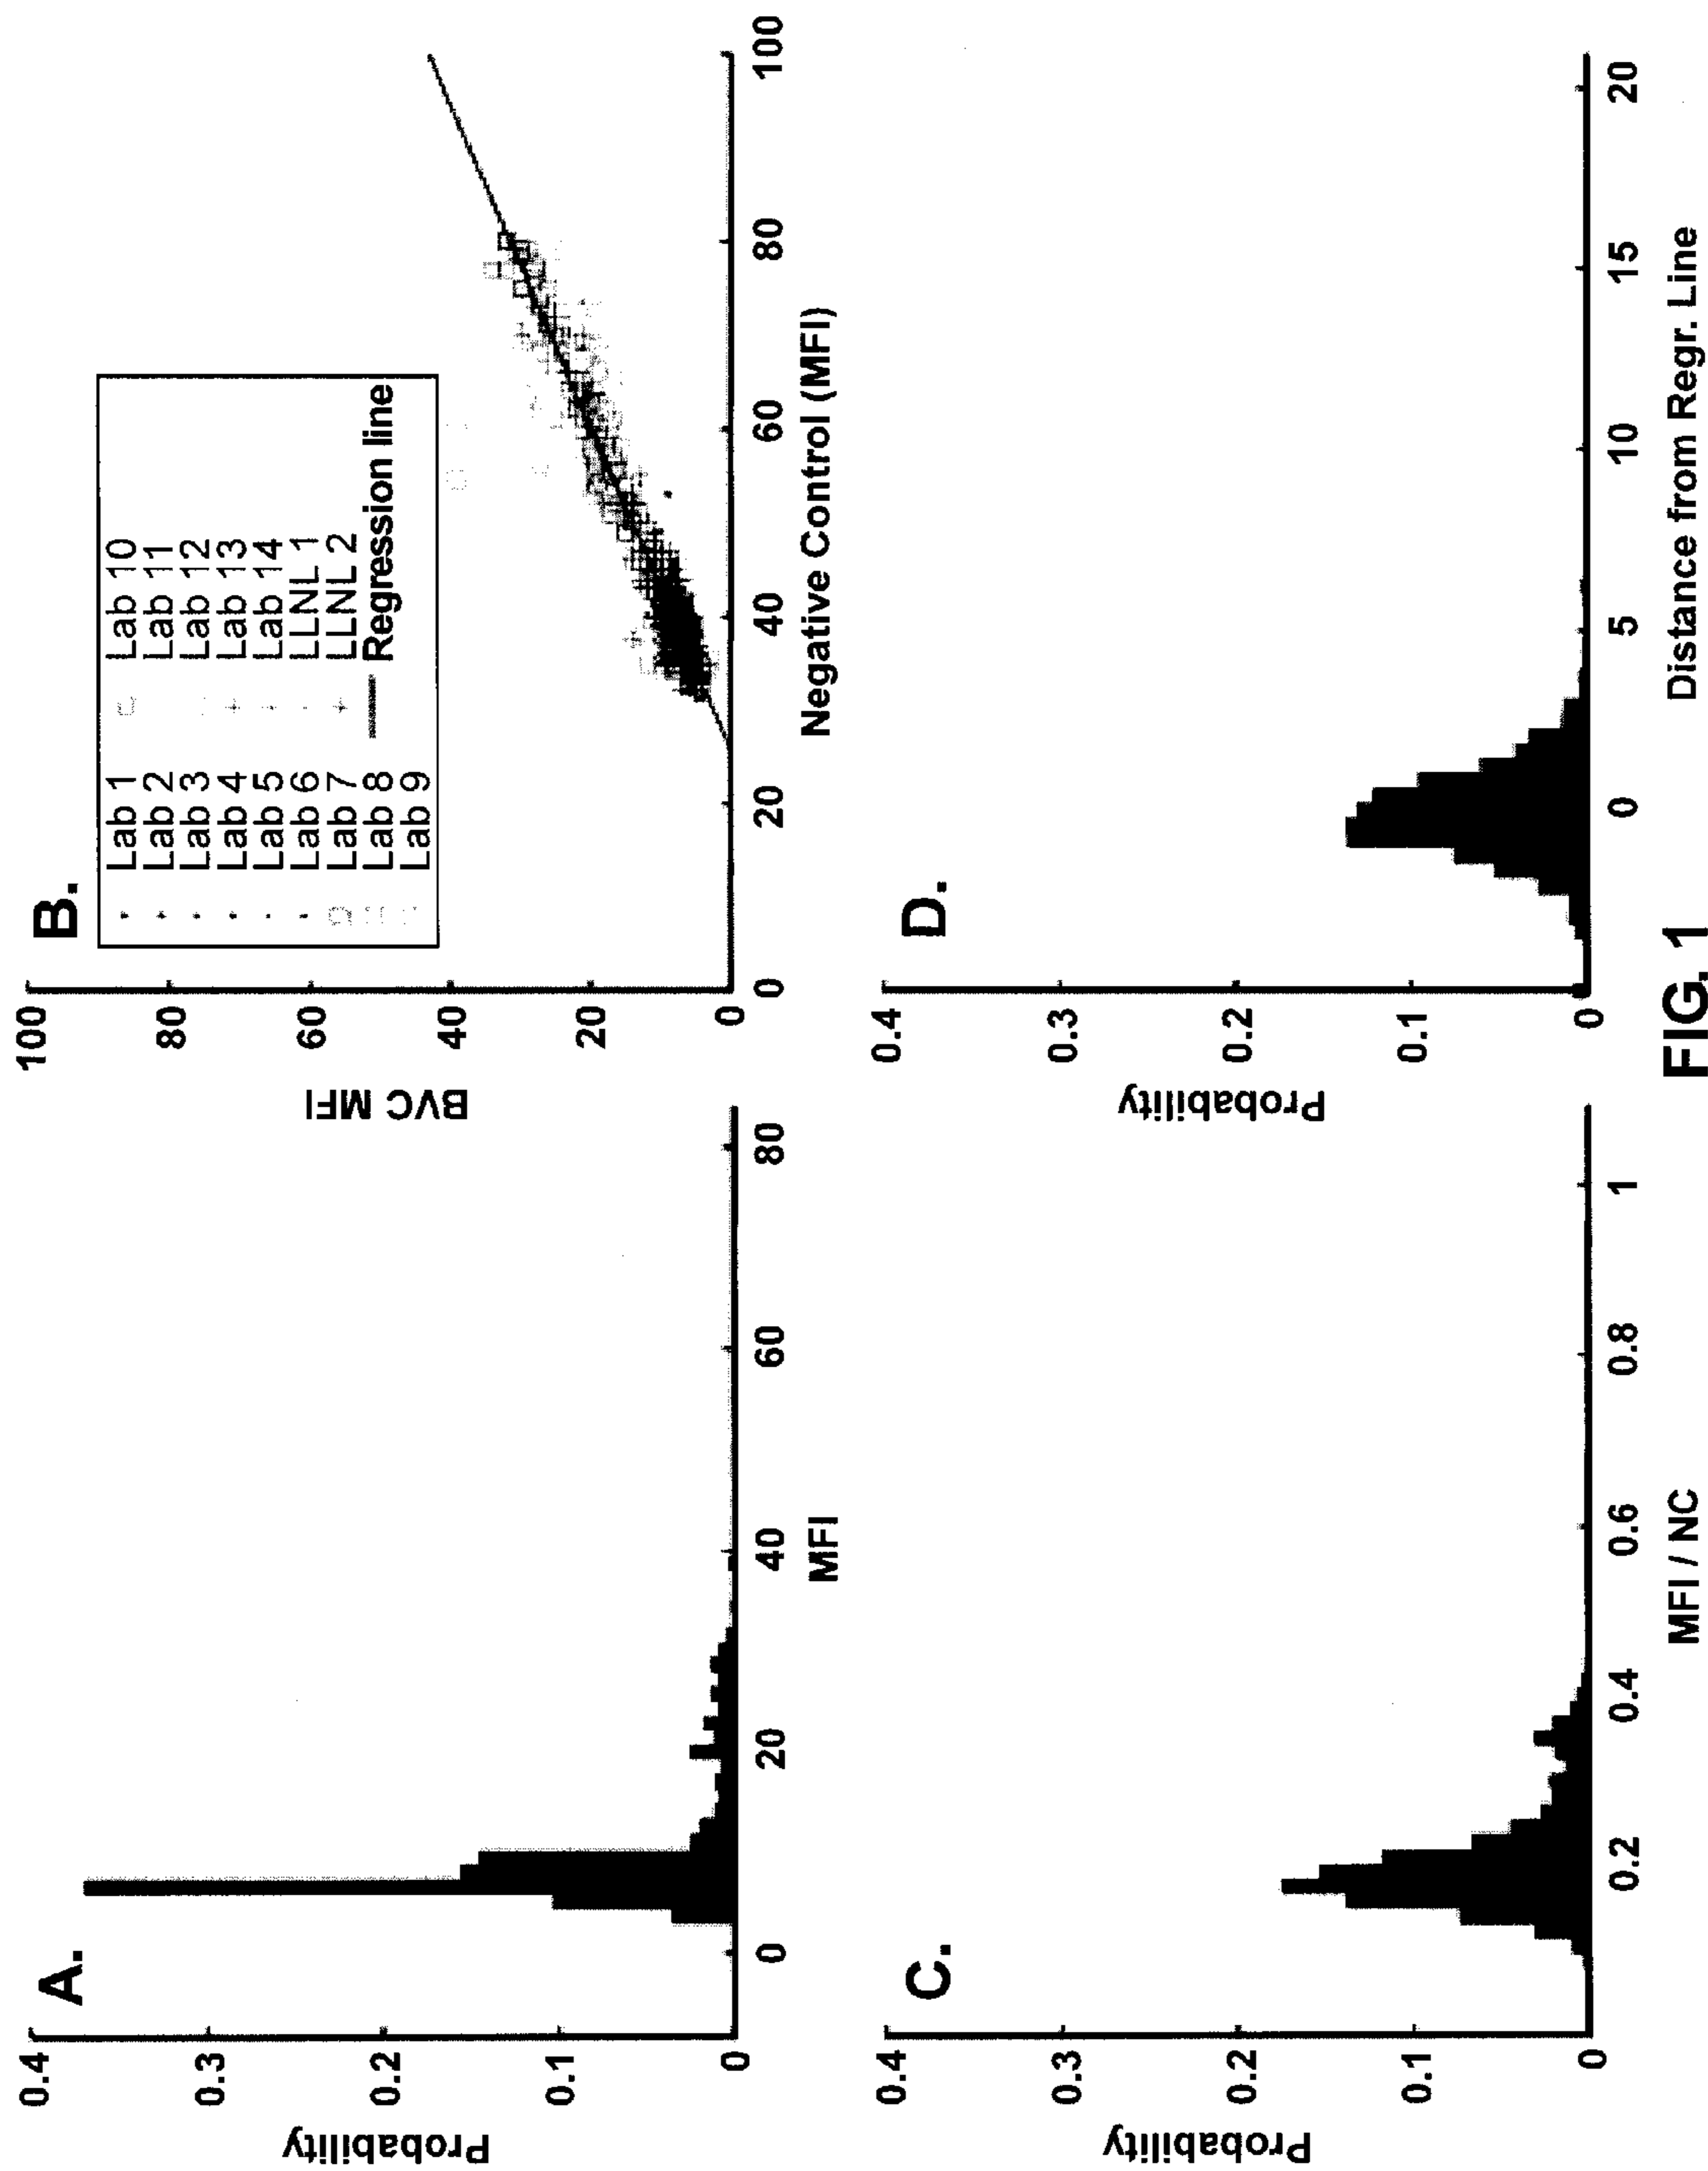 A.
0.4
0.3
0.2
0.1
0
Probability
0
20
40
60
80
MFI
B.
100
80
60
40
20
0
BVC MFI
Lab 1
Lab 2
Lab 3
Lab 4
Lab 5
Lab 6
Lab 7
Lab 8
Lab 9
Lab 10
Lab 11
Lab 12
Lab 13
Lab 14
LLNL 1
LLNL 2
Regression line
0
20
40
60
80
100
Negative Control (MFI)
C.
0.4
0.3
0.2
0.1
0
Probability
0.2
0.4
0.6
0.8
1
MFI / NC
D.
0.4
0.3
0.2
0.1
0
Probability
0
5
10
15
20
Distance from Regr. Line
FIG. 1